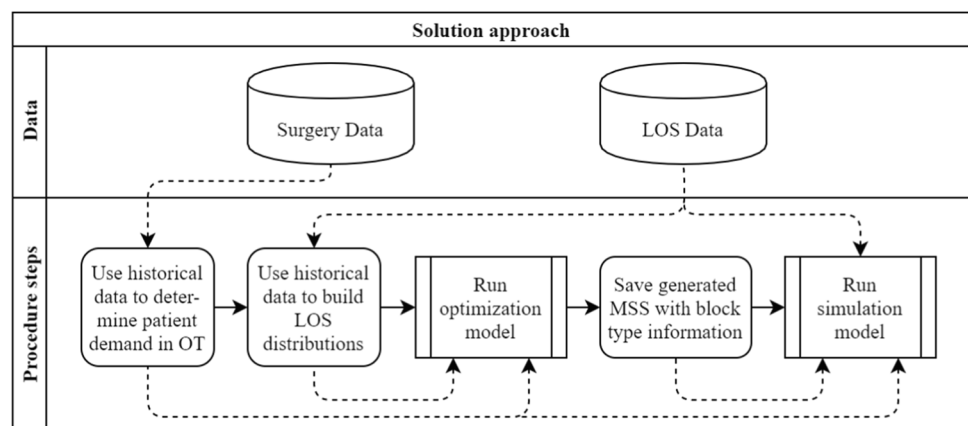 Solution approach
Data
Surgery Data
LOS Data
Procedure steps
Use historical
data to deter-
mine patient
demand in OT
Use historical
data to build
LOS
distributions
Run
optimization
model
Save generated
MSS with block
type information
Run
simulation
model